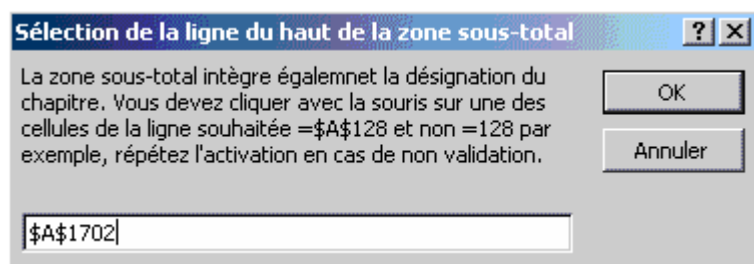 Sélection de la ligne du haut de la zone sous-total
La zone sous-total intègre égalemnet la désignation du
chapitre. Vous devez cliquer avec la souris sur une des
cellules de la ligne souhaitée =$A$128 et non =128 par
exemple, répétez l'activation en cas de non validation.
OK
Annuler
$A$1702